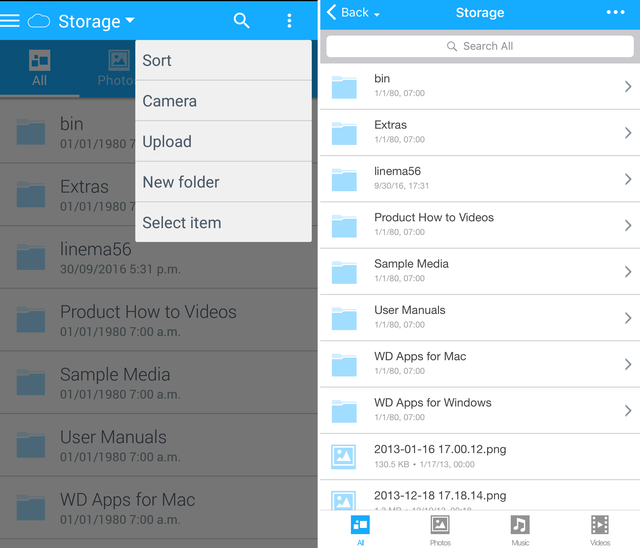 Storage
All
Photos
Sort
Camera
Upload
New folder
Select item
bin
01/01/1980 7
Extras
01/01/1980 7
linema56
30/09/2016 5:31 p.m.
Product How to Videos
01/01/1980 7:00 a.m.
Sample Media
01/01/1980 7:00 a.m.
User Manuals
01/01/1980 7:00 a.m.
WD Apps for Mac
01/01/1980 7:00 a.m.
Back
Storage
Search All
bin
1/1/80, 07:00
Extras
1/1/80, 07:00
linema56
9/30/16, 17:31
Product How to Videos
1/1/80, 07:00
Sample Media
1/1/80, 07:00
User Manuals
1/1/80, 07:00
WD Apps for Mac
1/1/80, 07:00
WD Apps for Windows
1/1/80, 07:00
2013-01-16 17.00.12.png
130.5 KB • 1/17/13, 00:00
2013-12-18 17.18.14.png
All
Photos
Music
Videos